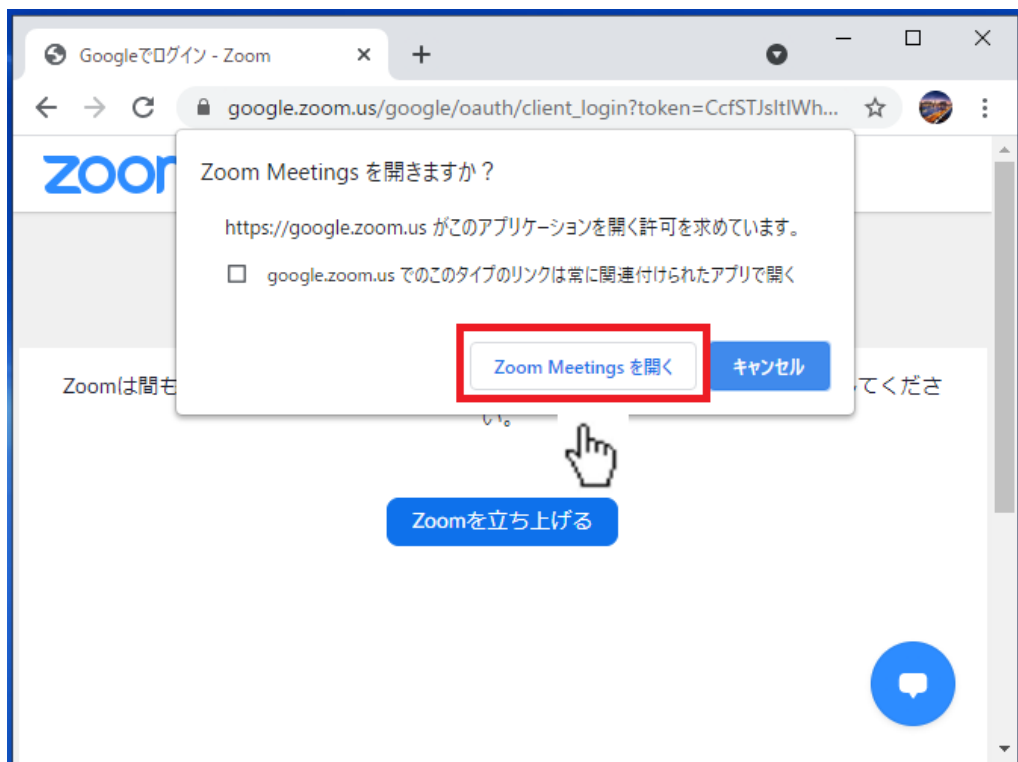 Googleでログイン - Zoom
google.zoom.us/google/oauth/client_login?token=CcfSTJsltlWh...
zoom
Zoom Meetings を開きますか？
https://google.zoom.us がこのアプリケーションを開く許可を求めています。
google.zoom.us でのこのタイプのリンクは常に関連付けられたアプリで開く
Zoom Meetings を開く キャンセル
Zoomは間も てくださ
い。
Zoomを立ち上げる